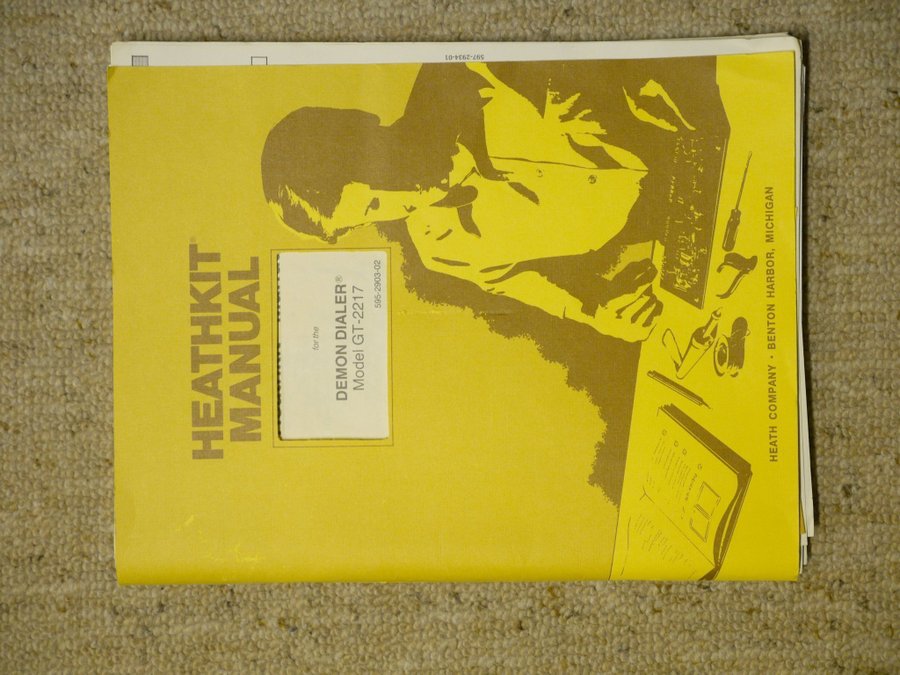 HEATHKIT®
MANUAL
for the
DEMON DIALER®
Model GT-2217
595-2903-02
HEATH COMPANY • BENTON HARBOR, MICHIGAN
597-2934-01